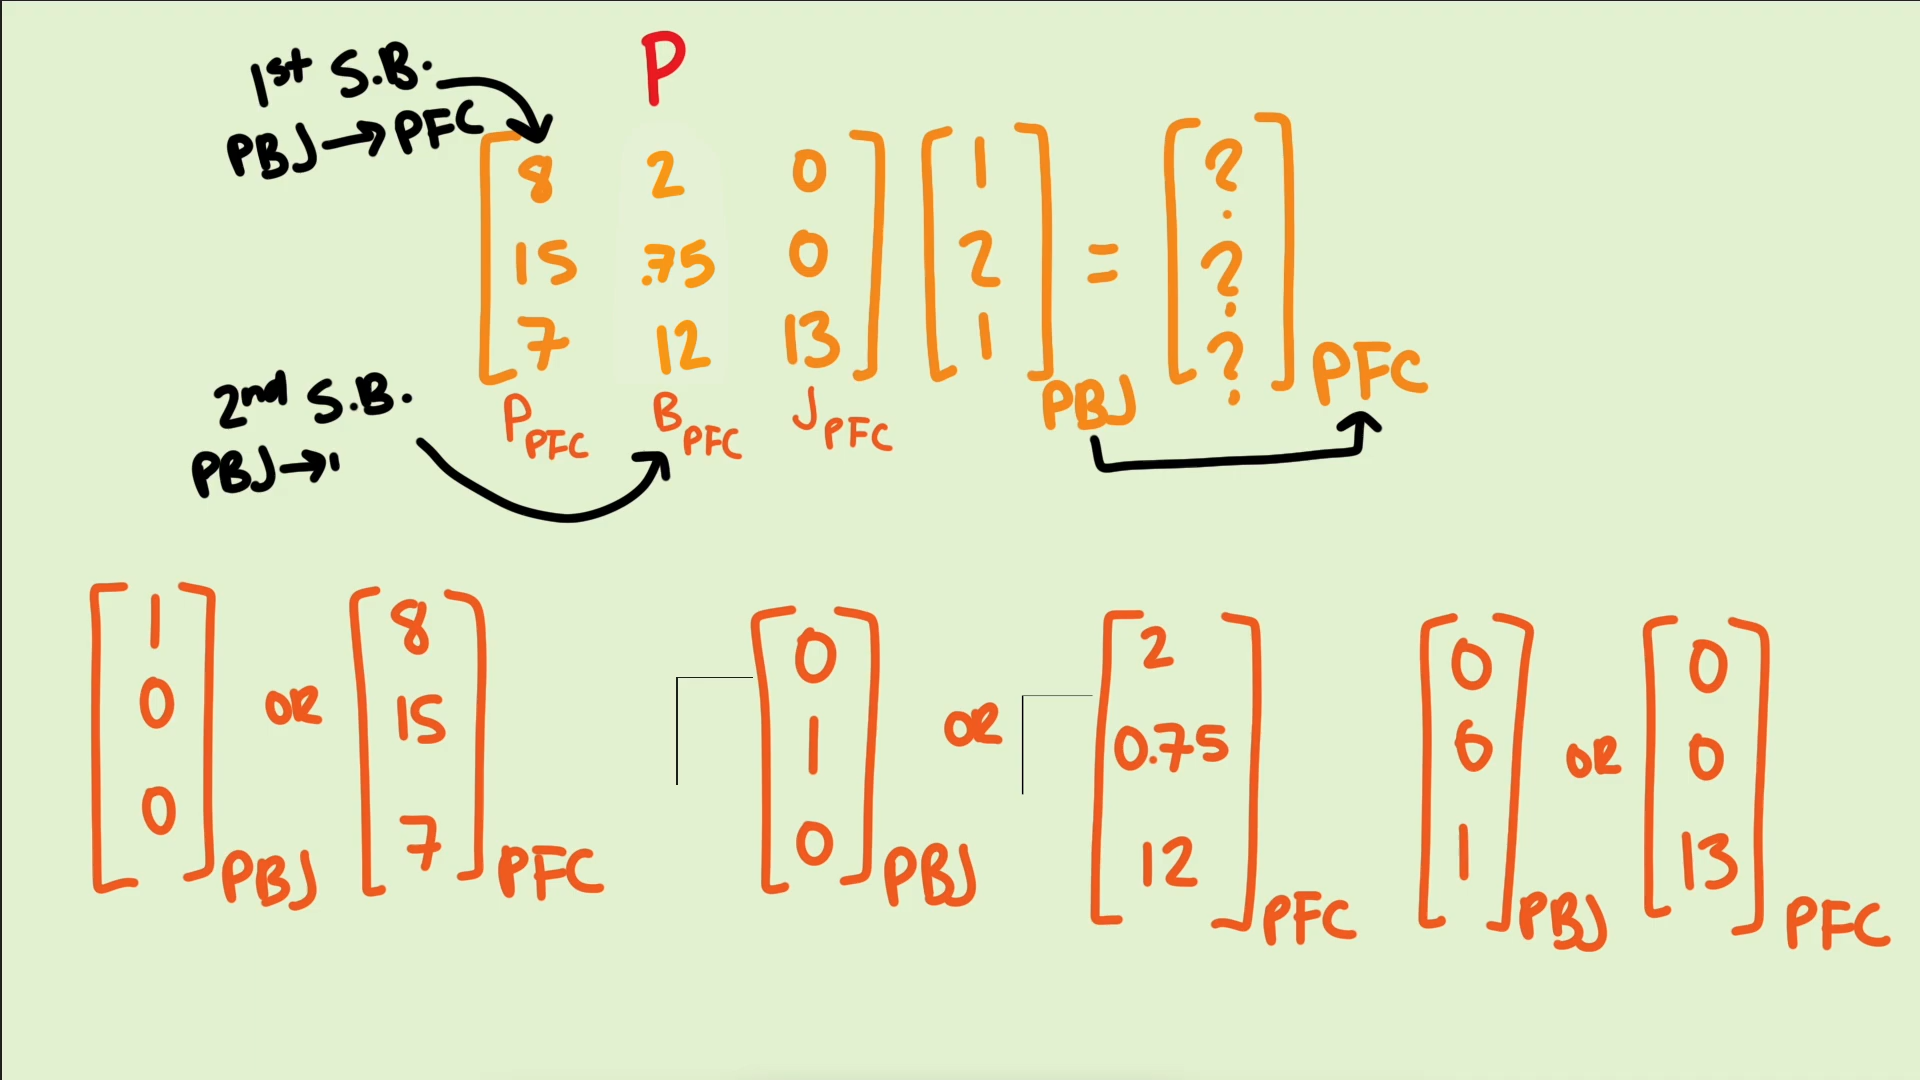 P
1st S.B.
PBJ → PFC
[8 2 0] [1] [?]
[15 .75 0] [2] = [?]
[7 12 13] [1] PBJ [?] PFC
P PFC B PFC J PFC
2nd S.B.
PBJ →
[1] [8] [0] [2] [0] [0]
[0] OR [15] [1] OR [0.75] [0] OR [0]
[0] PBJ [7] PFC [0] PBJ [12] PFC [1] PBJ [13] PFC